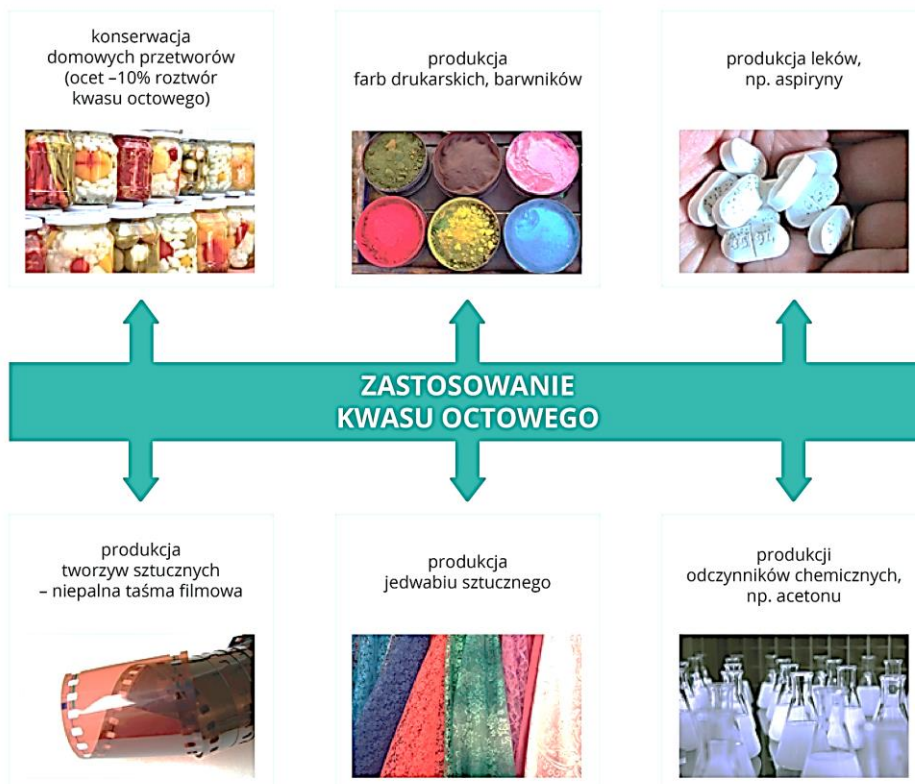 konserwacja
domowych przetworów
(ocet –10% roztwór
kwasu octowego)
produkcja
farb drukarskich, barwników
produkcja leków,
np. aspiryny
ZASTOSOWANIE
KWASU OCTOWEGO
produkcja
tworzyw sztucznych
– niepalna taśma filmowa
produkcja
jedwabiu sztucznego
produkcji
odczynników chemicznych,
np. acetonu